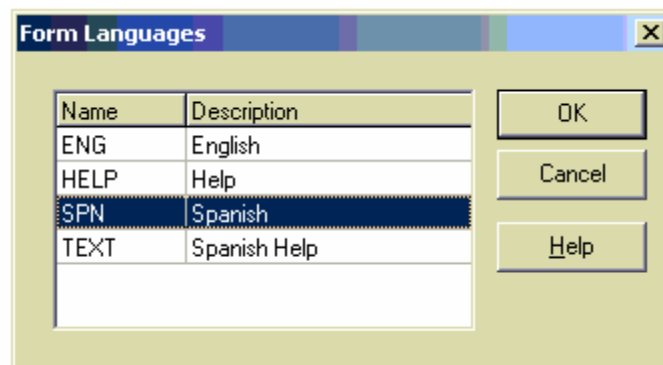 Form Languages
Name Description
ENG English
HELP Help
SPN Spanish
TEXT Spanish Help
OK
Cancel
Help